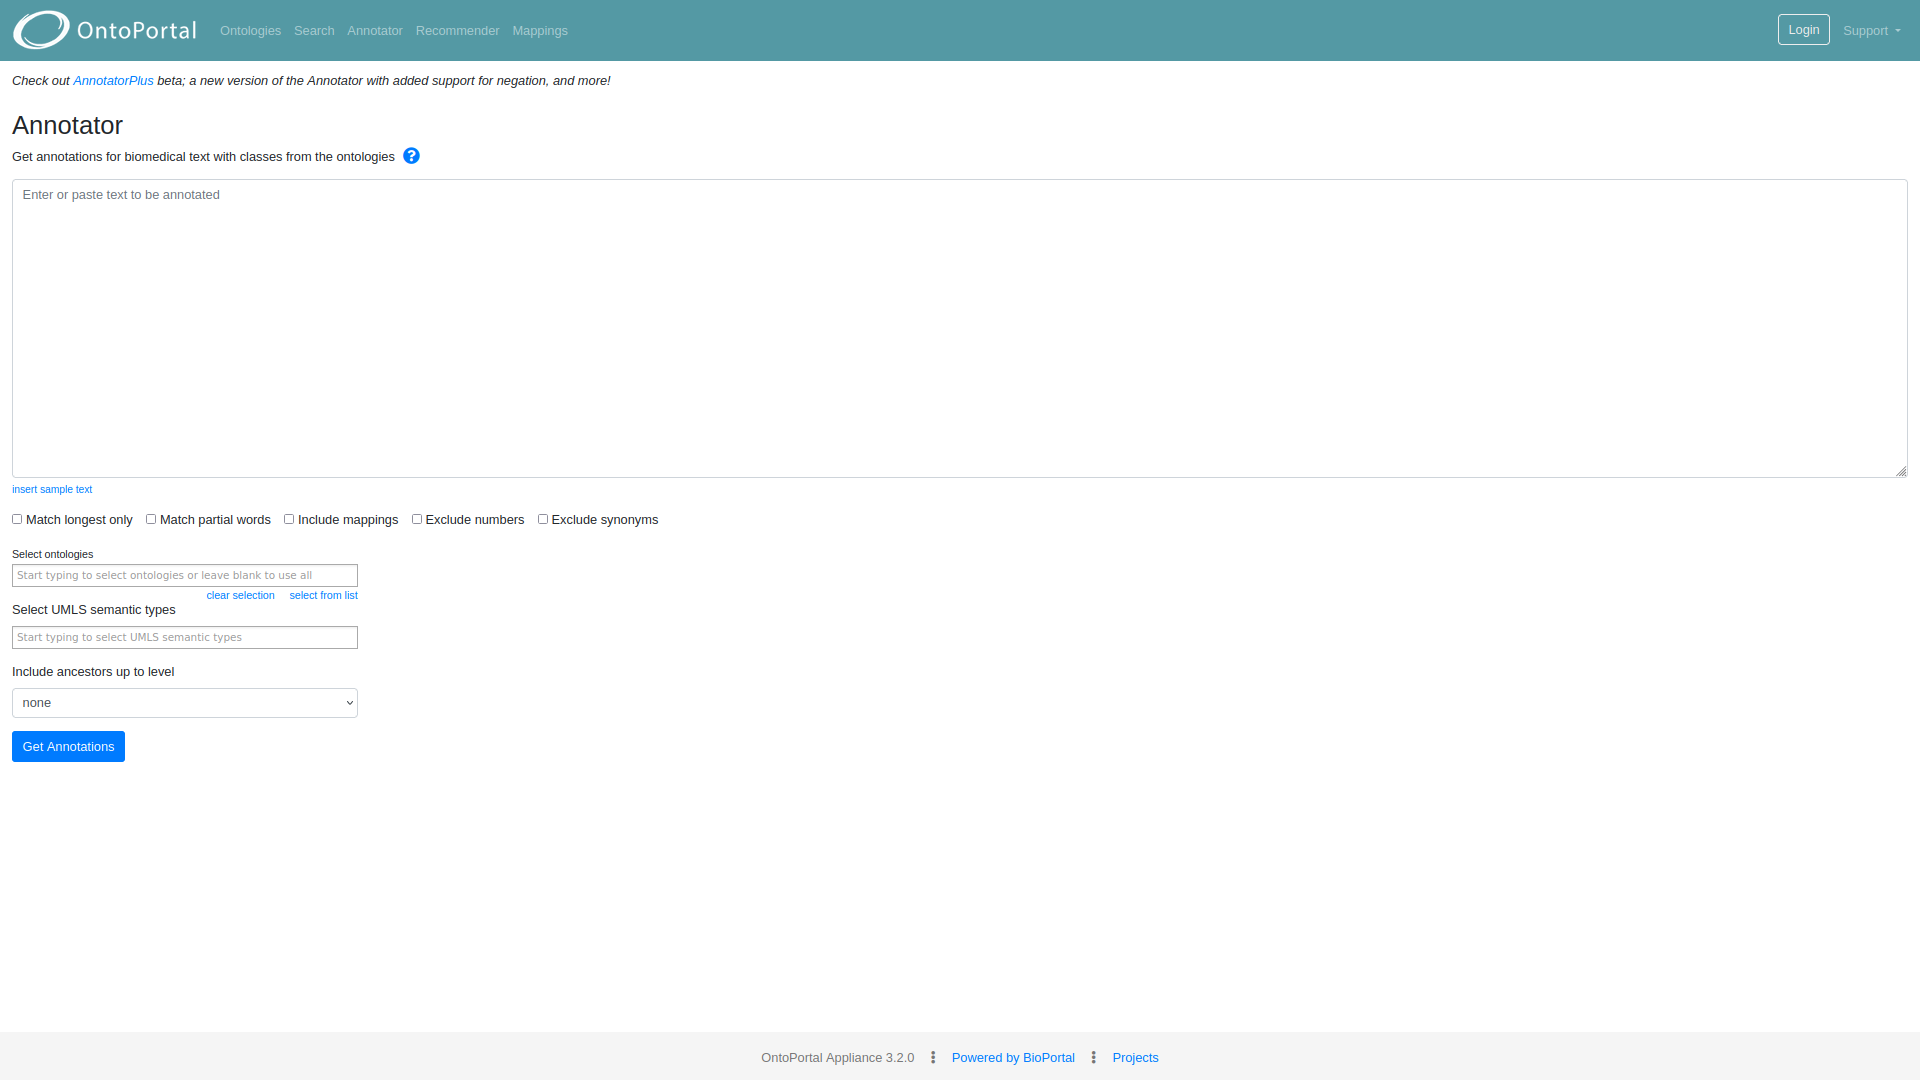 OntoPortal Ontologies Search Annotator Recommender Mappings Login Support
Check out AnnotatorPlus beta; a new version of the Annotator with added support for negation, and more!
Annotator
Get annotations for biomedical text with classes from the ontologies ?
Enter or paste text to be annotated
insert sample text
Match longest only Match partial words Include mappings Exclude numbers Exclude synonyms
Select ontologies
Start typing to select ontologies or leave blank to use all
clear selection select from list
Select UMLS semantic types
Start typing to select UMLS semantic types
Include ancestors up to level
none
Get Annotations
OntoPortal Appliance 3.2.0 Powered by BioPortal Projects